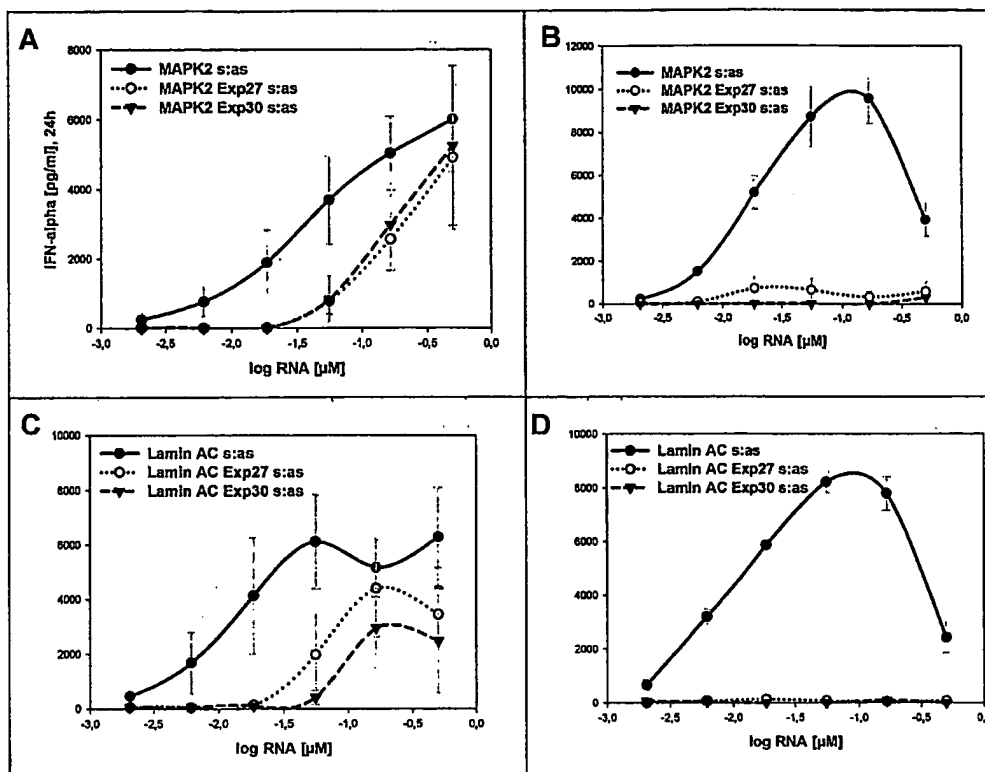 A
8000
6000
4000
2000
0
IFN-alpha [pg/ml], 24h
MAPK2 s:as
MAPK2 Exp27 s:as
MAPK2 Exp30 s:as
-3,0 -2,5 -2,0 -1,5 -1,0 -0,5 0,0
log RNA [µM]
B
12000
10000
8000
6000
4000
2000
0
MAPK2 s:as
MAPK2 Exp27 s:as
MAPK2 Exp30 s:as
-3,0 -2,5 -2,0 -1,5 -1,0 -0,5 0,0
log RNA [µM]
C
10000
8000
6000
4000
2000
0
Lamin AC s:as
Lamin AC Exp27 s:as
Lamin AC Exp30 s:as
-3,0 -2,5 -2,0 -1,5 -1,0 -0,5 0,0
log RNA [µM]
D
10000
8000
6000
4000
2000
0
Lamin AC s:as
Lamin AC Exp27 s:as
Lamin AC Exp30 s:as
-3,0 -2,5 -2,0 -1,5 -1,0 -0,5 0,0
log RNA [µM]